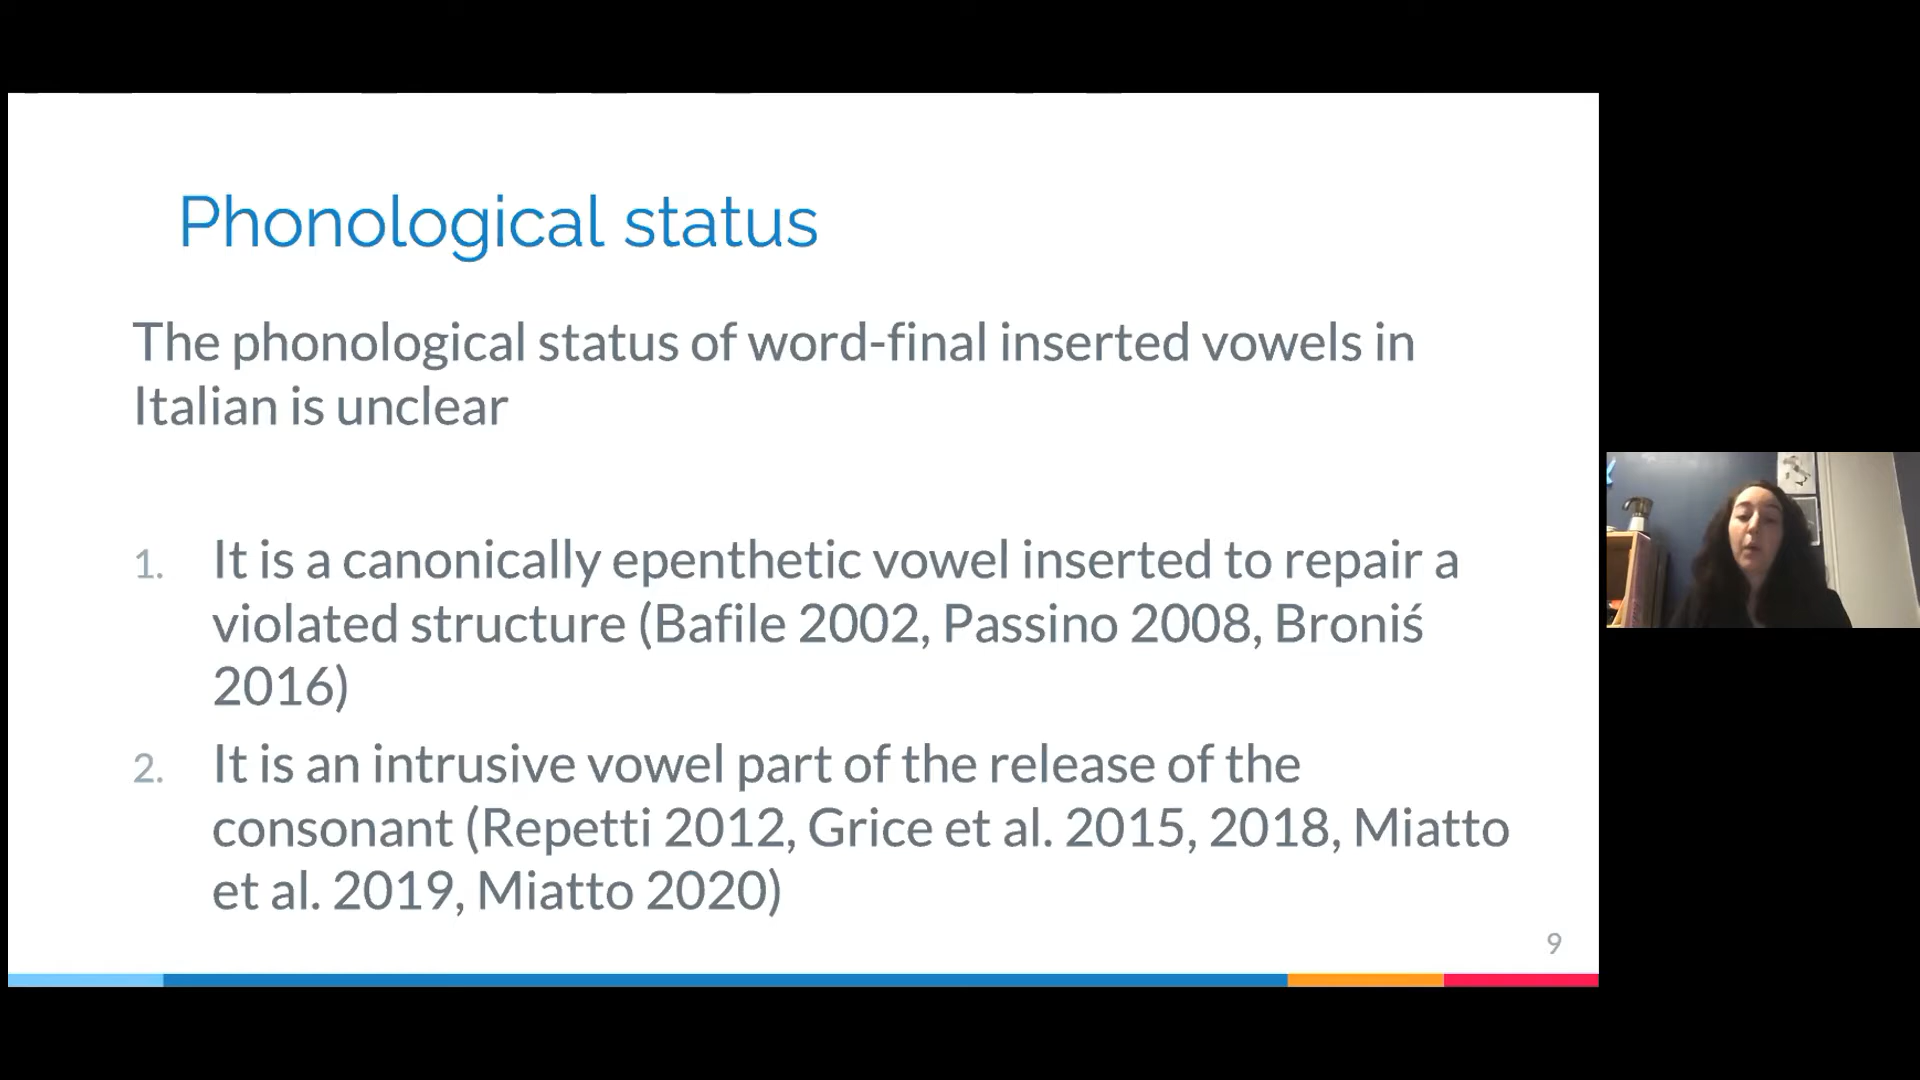 Phonological status
The phonological status of word-final inserted vowels in
Italian is unclear
1. It is a canonically epenthetic vowel inserted to repair a
violated structure (Bafile 2002, Passino 2008, Broniś
2016)
2. It is an intrusive vowel part of the release of the
consonant (Repetti 2012, Grice et al. 2015, 2018, Miatto
et al. 2019, Miatto 2020)
9